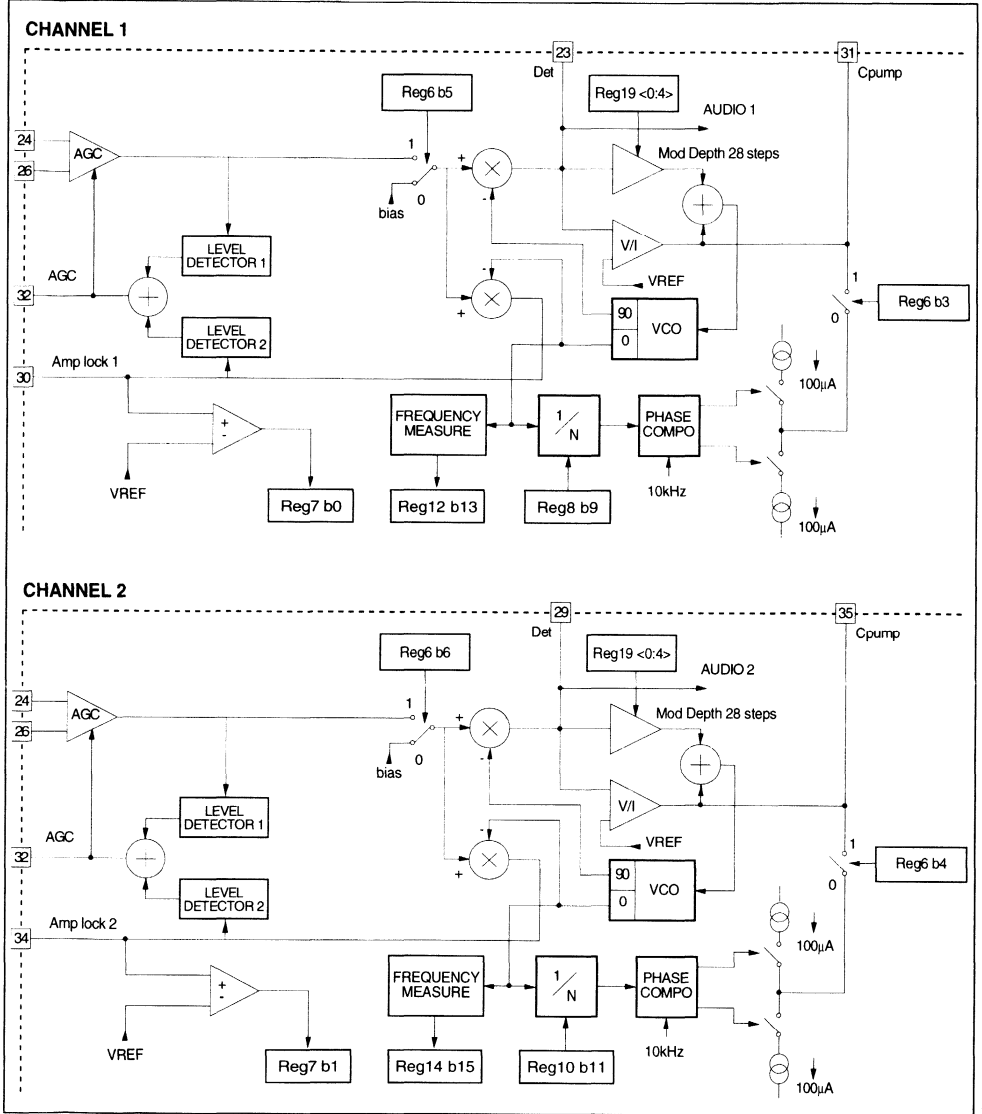 CHANNEL 1
23
31
Det
Cpump
Reg6 b5
Reg19 <0:4>
AUDIO 1
24
26
AGC
1
+
×
Mod Depth 28 steps
+
bias
0
-
V/I
LEVEL
DETECTOR 1
VREF
1
AGC
32
+
-
×
+
90
0
VCO
0
Reg6 b3
LEVEL
DETECTOR 2
Amp lock 1
30
100µA
+
-
FREQUENCY
MEASURE
1
N
PHASE
COMPO
VREF
10kHz
Reg7 b0
Reg12 b13
Reg8 b9
100µA
CHANNEL 2
29
35
Det
Cpump
Reg6 b6
Reg19 <0:4>
AUDIO 2
24
26
AGC
1
+
×
Mod Depth 28 steps
+
bias
0
-
V/I
LEVEL
DETECTOR 1
VREF
1
AGC
32
+
-
×
+
90
0
VCO
0
Reg6 b4
LEVEL
DETECTOR 2
Amp lock 2
34
100µA
+
-
FREQUENCY
MEASURE
1
N
PHASE
COMPO
VREF
10kHz
Reg7 b1
Reg14 b15
Reg10 b11
100µA